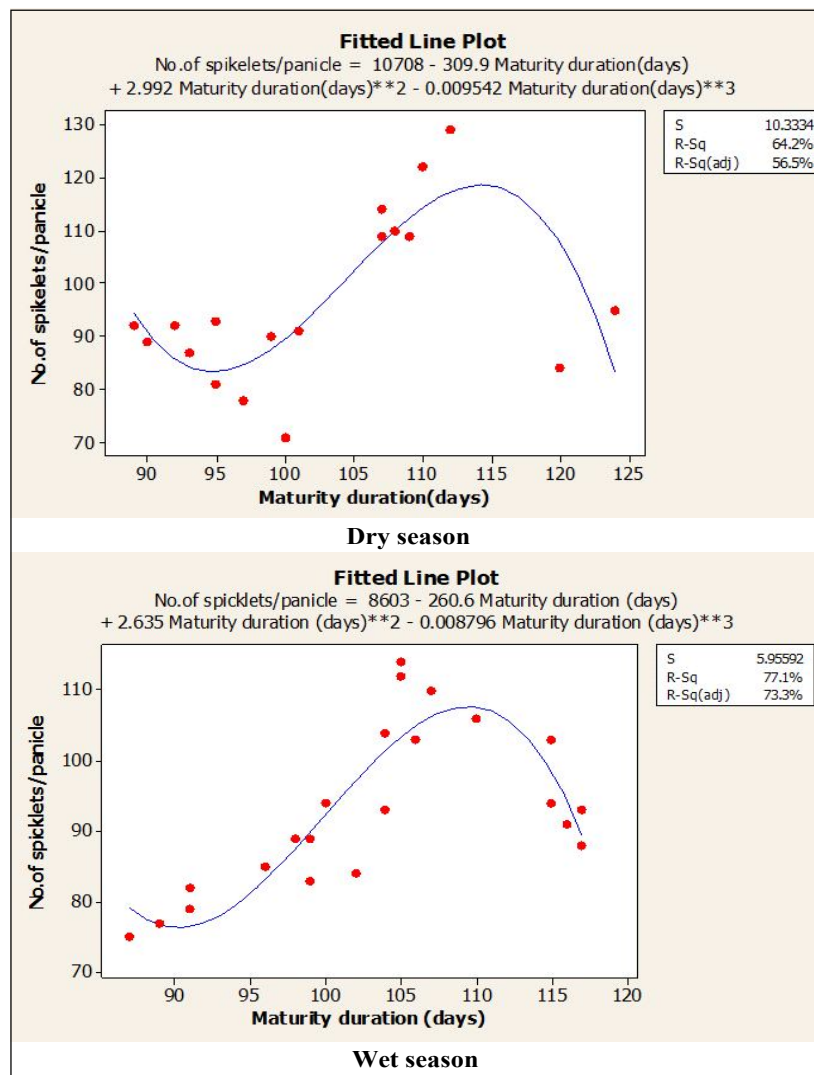 Fitted Line Plot
No.of spikelets/panicle = 10708 - 309.9 Maturity duration(days)
+ 2.992 Maturity duration(days)**2 - 0.009542 Maturity duration(days)**3
S 10.3334
R-Sq 64.2%
R-Sq(adj) 56.5%
No.of spikelets/panicle
130
120
110
100
90
80
70
90 95 100 105 110 115 120 125
Maturity duration(days)
Dry season
Fitted Line Plot
No.of spicklets/panicle = 8603 - 260.6 Maturity duration (days)
+ 2.635 Maturity duration (days)**2 - 0.008796 Maturity duration (days)**3
S 5.95592
R-Sq 77.1%
R-Sq(adj) 73.3%
No.of spicklets/panicle
110
100
90
80
70
90 95 100 105 110 115 120
Maturity duration (days)
Wet season